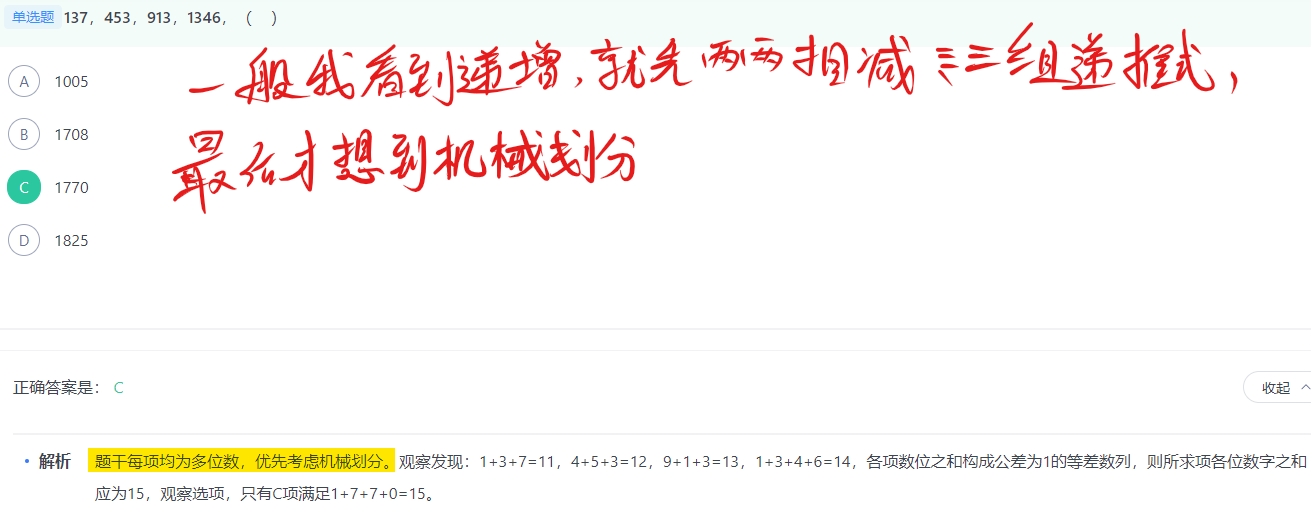 单选题 137，453，913，1346，（ ）
一般我看到递增，就先两两相减
三三组递推式，
最后才想到机械划分
A 1005
B 1708
C 1770
D 1825
正确答案是： C
收起
解析 题干每项均为多位数，优先考虑机械划分。观察发现：1+3+7=11，4+5+3=12，9+1+3=13，1+3+4+6=14，各项数位之和构成公差为1的等差数列，则所求项各位数字之和
应为15，观察选项，只有C项满足1+7+7+0=15。